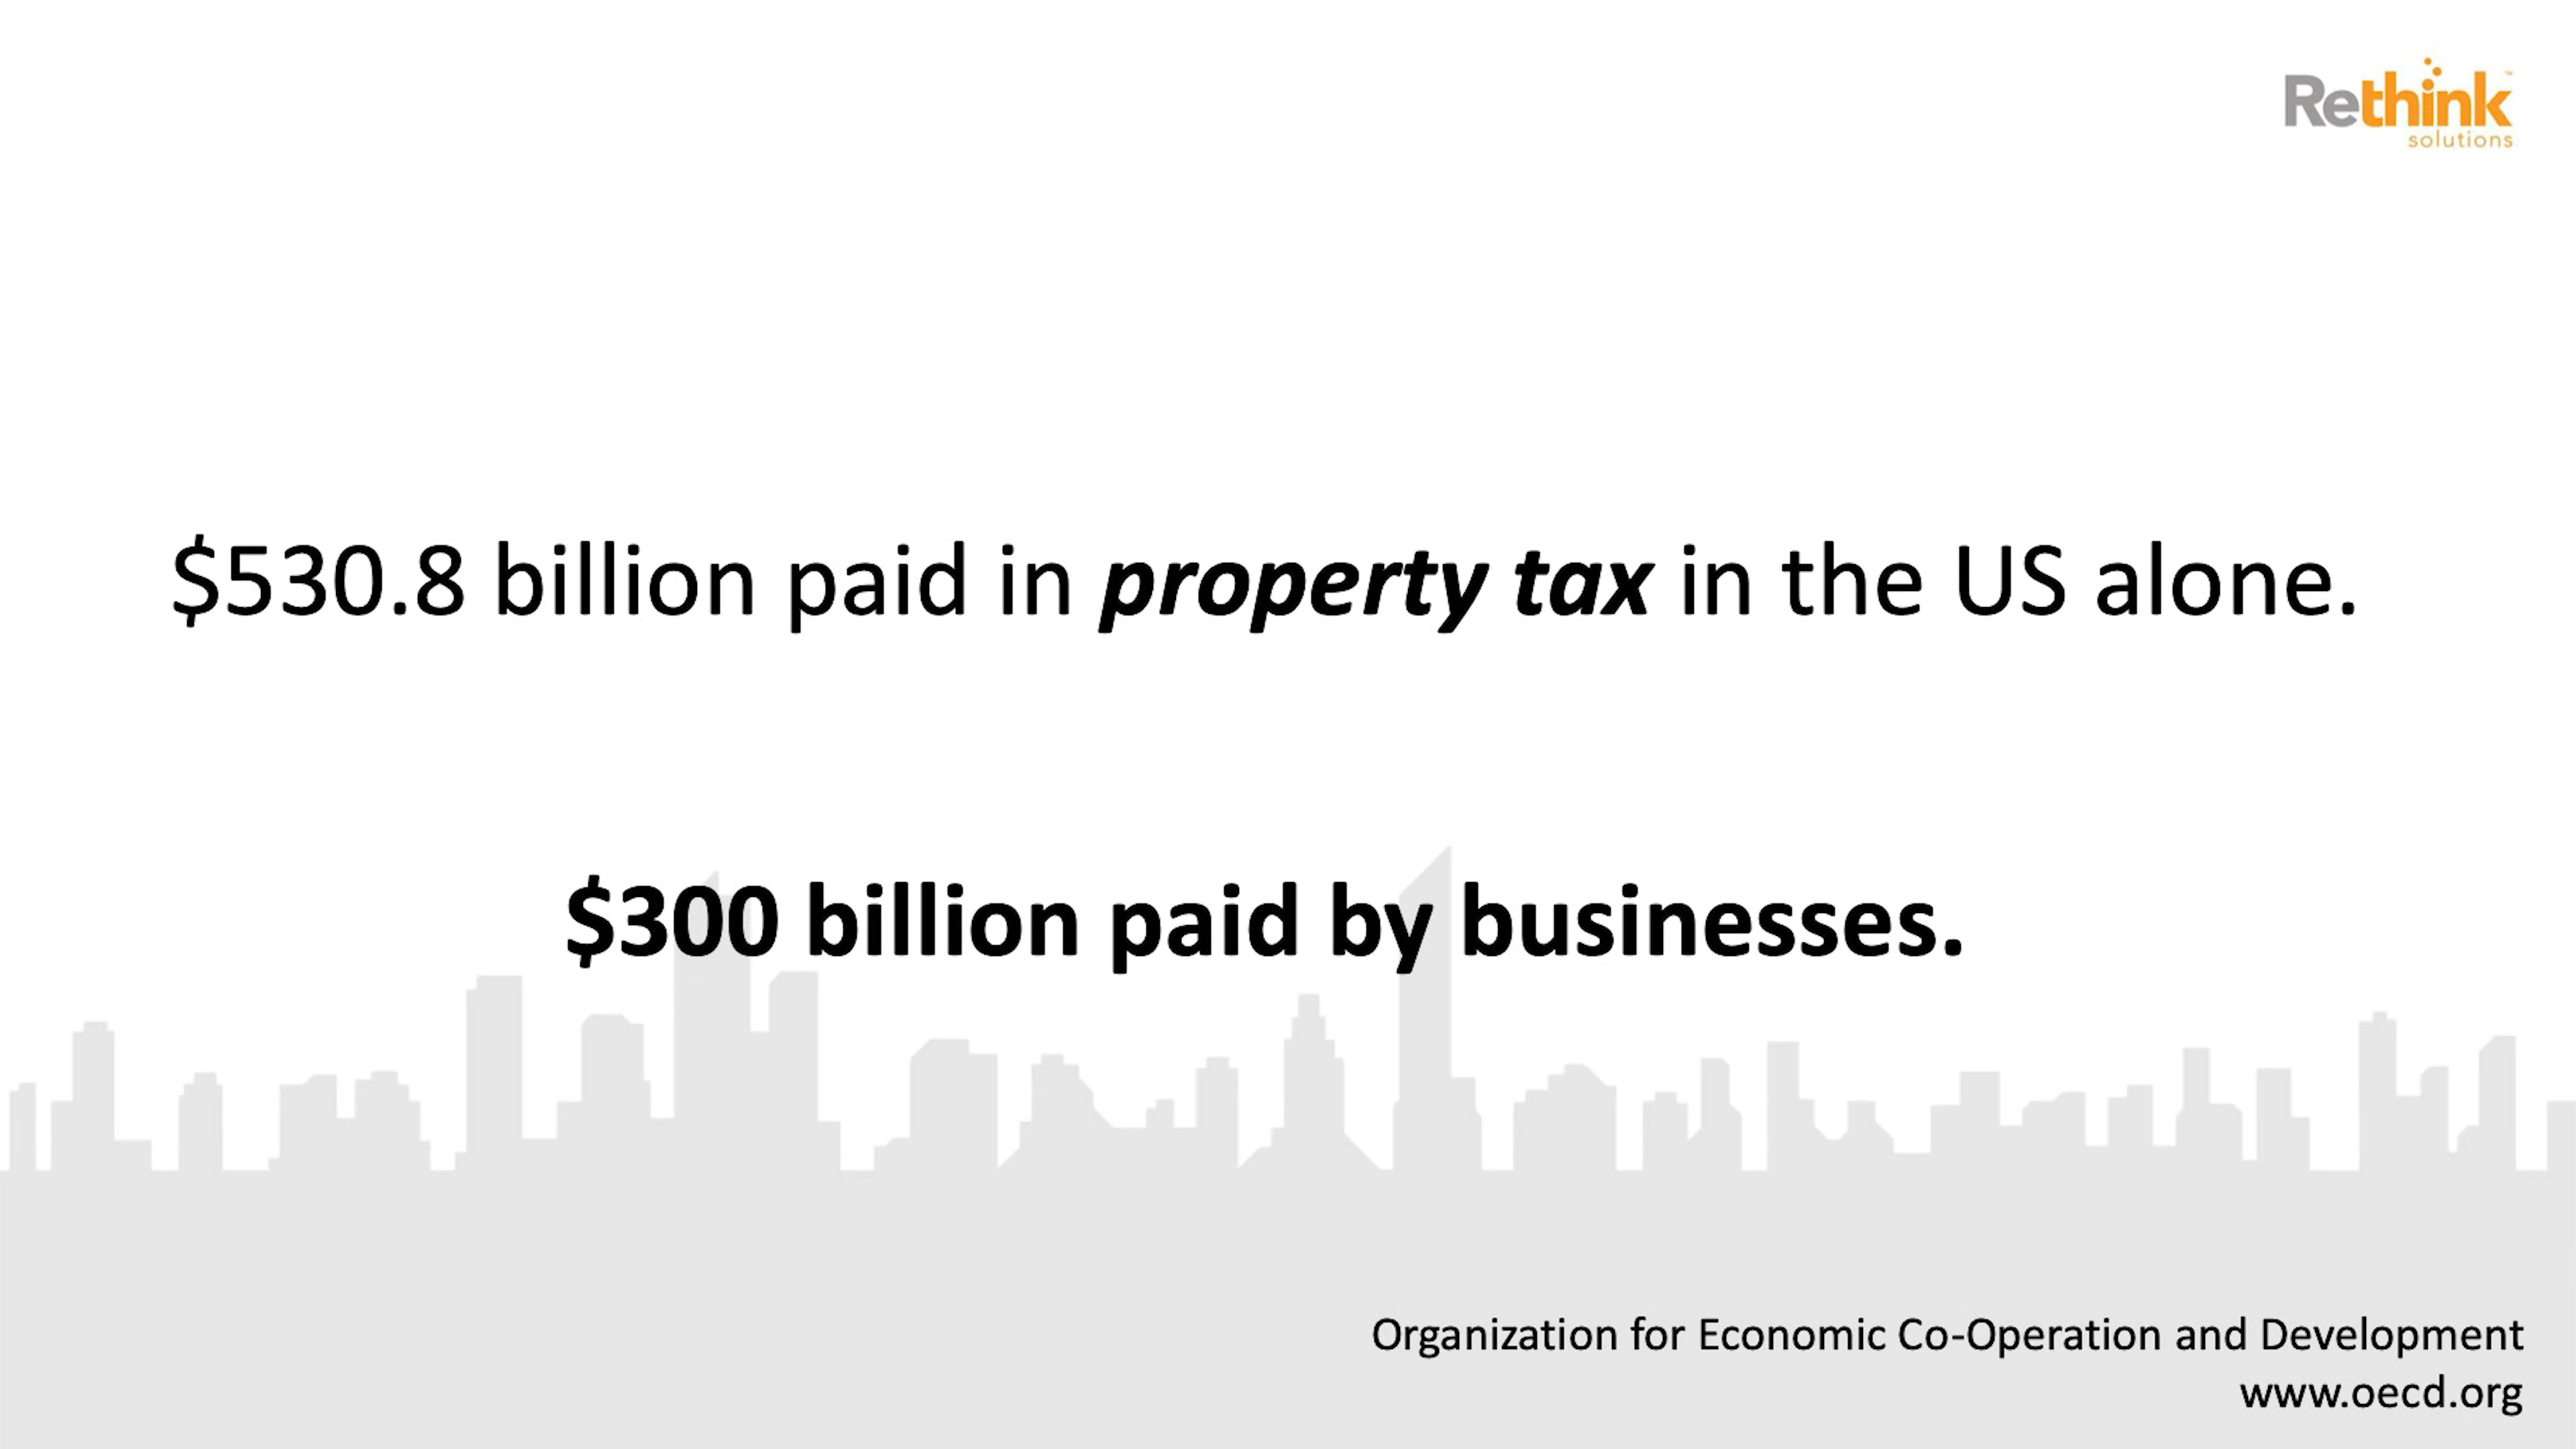 Rethink
solutions
$530.8 billion paid in property tax in the US alone.
$300 billion paid by businesses.
Organization for Economic Co-Operation and Development
www.oecd.org